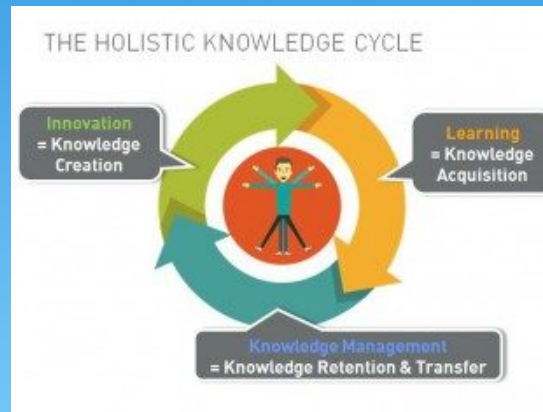 THE HOLISTIC KNOWLEDGE CYCLE
Innovation
= Knowledge
Creation
Learning
= Knowledge
Acquisition
Knowledge Management
= Knowledge Retention & Transfer